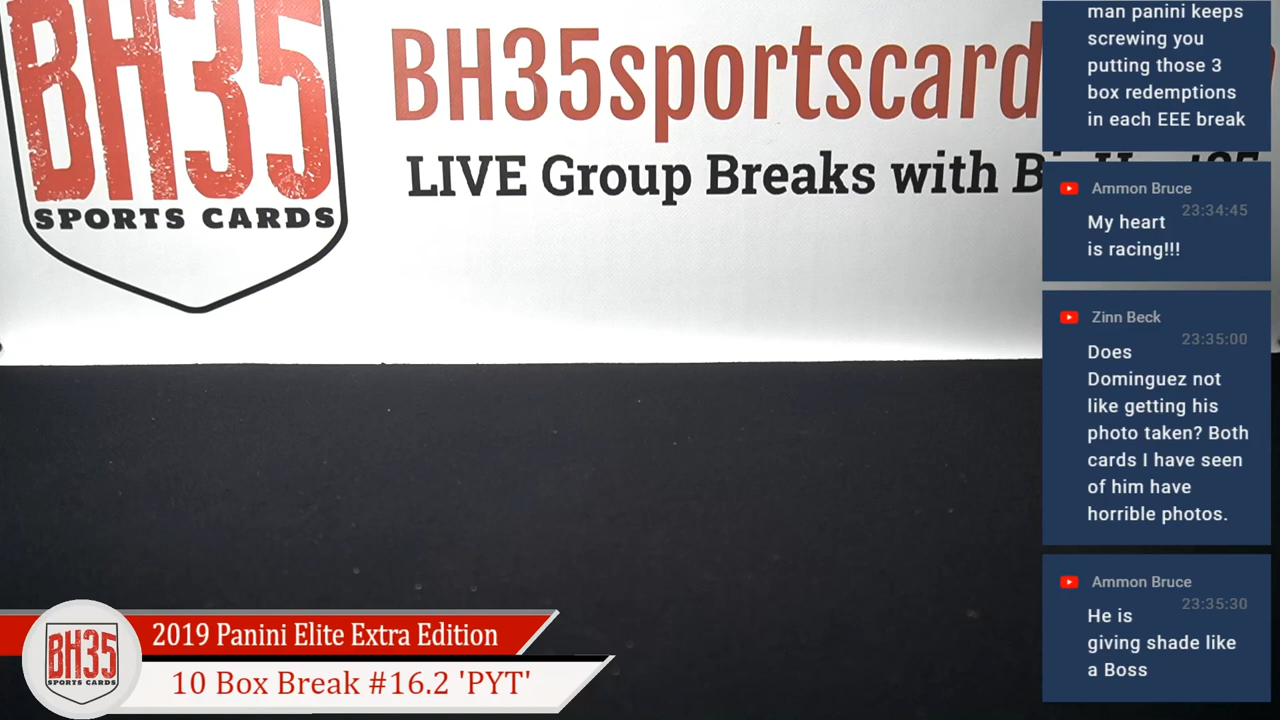 BH35
SPORTS CARDS
BH35sportscard
LIVE Group Breaks with
man panini keeps
screwing you
putting those 3
box redemptions
in each EEE break
Ammon Bruce
23:34:45
My heart
is racing!!!
Zinn Beck
23:35:00
Does
Dominguez not
like getting his
photo taken? Both
cards I have seen
of him have
horrible photos.
Ammon Bruce
23:35:30
He is
giving shade like
a Boss
BH35
SPORTS CARDS
2019 Panini Elite Extra Edition
10 Box Break #16.2 'PYT'